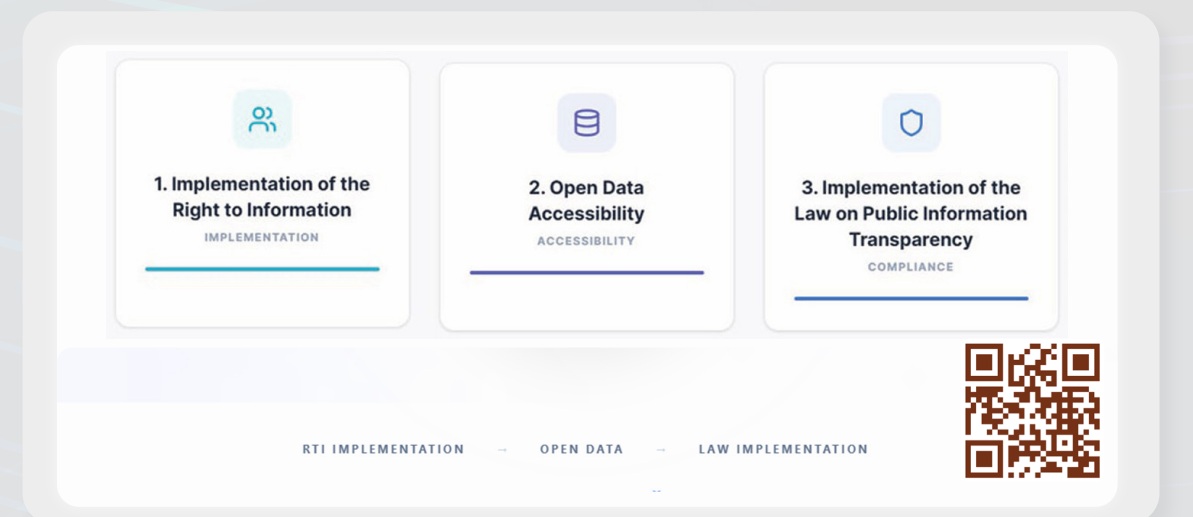 1. Implementation of the
Right to Information
IMPLEMENTATION
2. Open Data
Accessibility
ACCESSIBILITY
3. Implementation of the
Law on Public Information
Transparency
COMPLIANCE
RTI IMPLEMENTATION → OPEN DATA → LAW IMPLEMENTATION
--